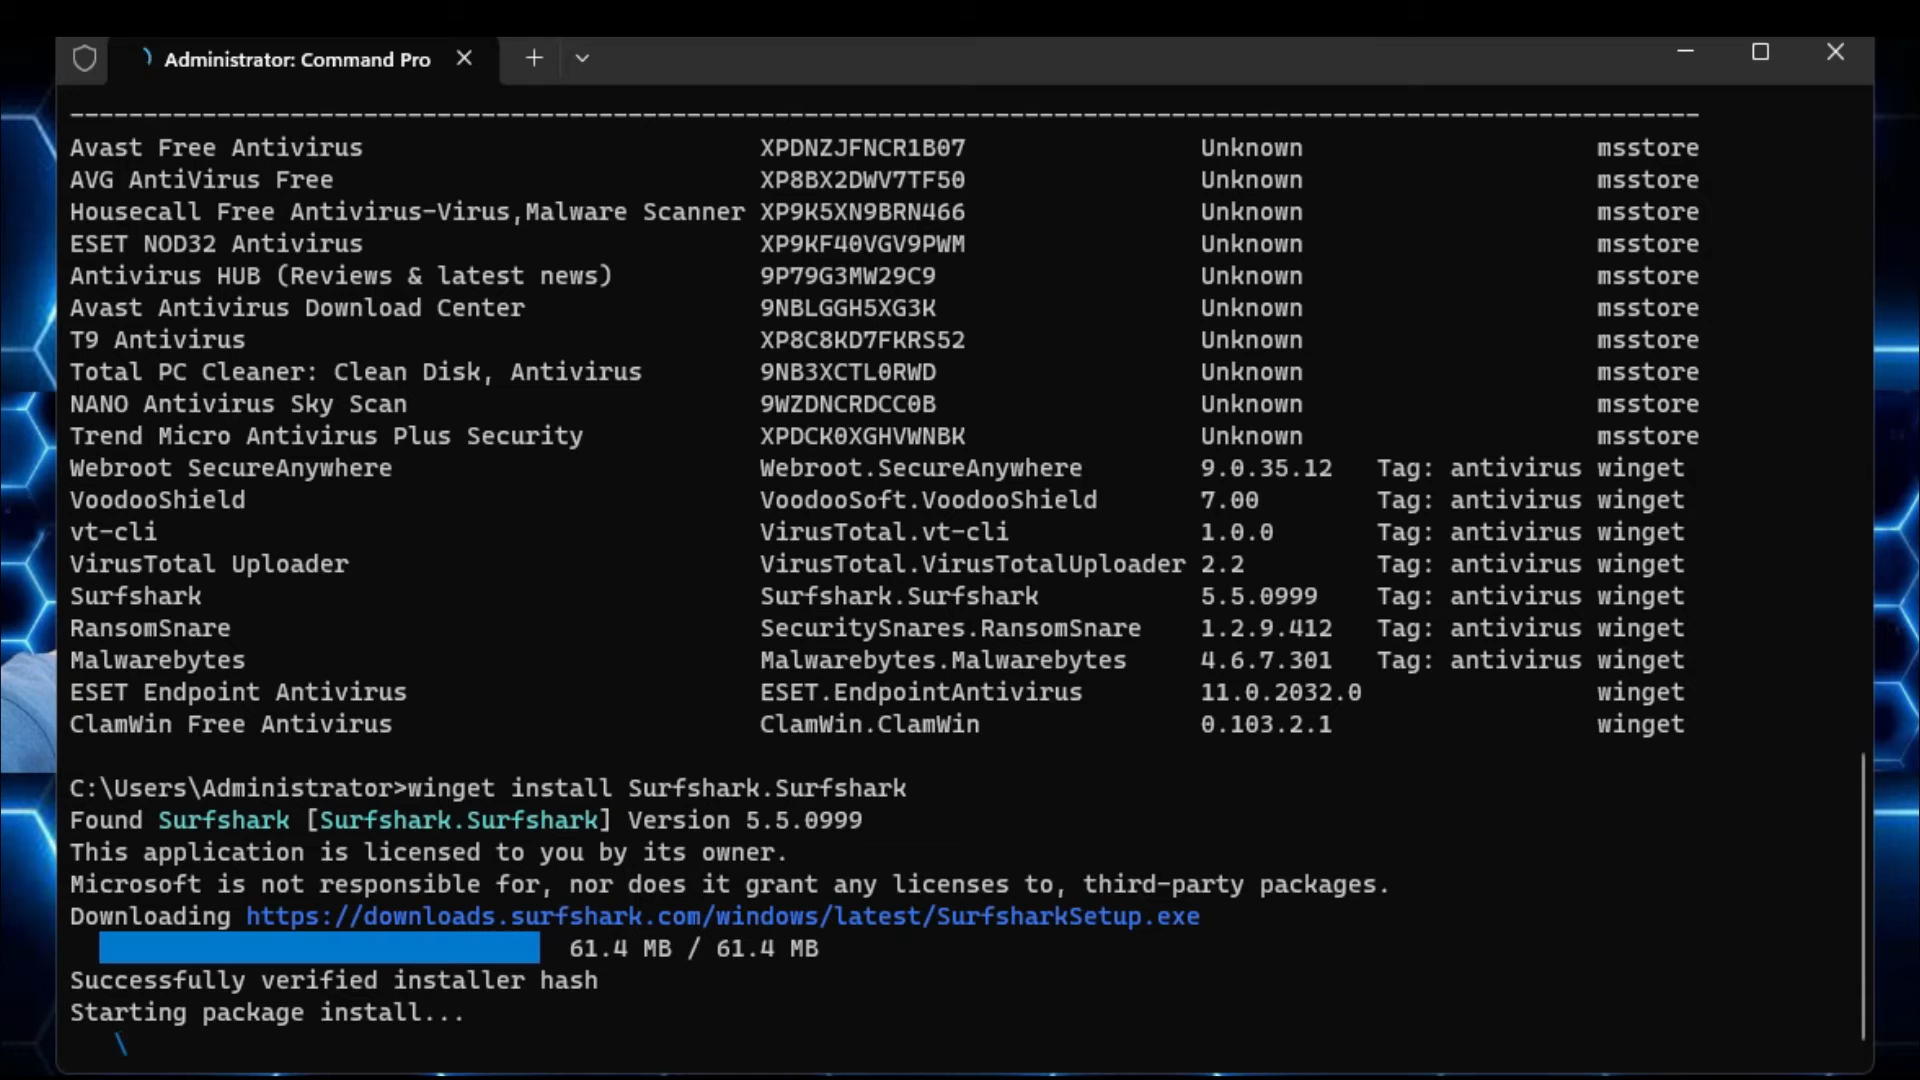 Administrator: Command Pro
-----------------------------------------------------------------------------------------------------------------
Avast Free Antivirus XPDNZJFNCR1B07 Unknown msstore
AVG AntiVirus Free XP8BX2DWV7TF50 Unknown msstore
Housecall Free Antivirus-Virus,Malware Scanner XP9K5XN9BRN466 Unknown msstore
ESET NOD32 Antivirus XP9KF40VGV9PWM Unknown msstore
Antivirus HUB (Reviews & latest news) 9P79G3MW29C9 Unknown msstore
Avast Antivirus Download Center 9NBLGGH5XG3K Unknown msstore
T9 Antivirus XP8C8KD7FKRS52 Unknown msstore
Total PC Cleaner: Clean Disk, Antivirus 9NB3XCTL0RWD Unknown msstore
NANO Antivirus Sky Scan 9WZDNCRDCC0B Unknown msstore
Trend Micro Antivirus Plus Security XPDCK0XGHVWNBK Unknown msstore
Webroot SecureAnywhere Webroot.SecureAnywhere 9.0.35.12 Tag: antivirus winget
VoodooShield VoodooSoft.VoodooShield 7.00 Tag: antivirus winget
vt-cli VirusTotal.vt-cli 1.0.0 Tag: antivirus winget
VirusTotal Uploader VirusTotal.VirusTotalUploader 2.2 Tag: antivirus winget
Surfshark Surfshark.Surfshark 5.5.0999 Tag: antivirus winget
RansomSnare SecuritySnares.RansomSnare 1.2.9.412 Tag: antivirus winget
Malwarebytes Malwarebytes.Malwarebytes 4.6.7.301 Tag: antivirus winget
ESET Endpoint Antivirus ESET.EndpointAntivirus 11.0.2032.0 winget
ClamWin Free Antivirus ClamWin.ClamWin 0.103.2.1 winget
C:\Users\Administrator>winget install Surfshark.Surfshark
Found Surfshark [Surfshark.Surfshark] Version 5.5.0999
This application is licensed to you by its owner.
Microsoft is not responsible for, nor does it grant any licenses to, third-party packages.
Downloading https://downloads.surfshark.com/windows/latest/SurfsharkSetup.exe
61.4 MB / 61.4 MB
Successfully verified installer hash
Starting package install...
\